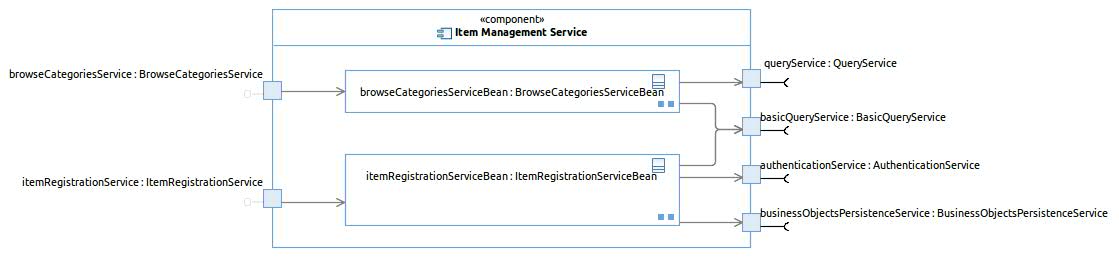 «component»
Item Management Service
browseCategoriesService : BrowseCategoriesService
queryService : QueryService
browseCategoriesServiceBean : BrowseCategoriesServiceBean
basicQueryService : BasicQueryService
authenticationService : AuthenticationService
itemRegistrationService : ItemRegistrationService
itemRegistrationServiceBean : ItemRegistrationServiceBean
businessObjectsPersistenceService : BusinessObjectsPersistenceService